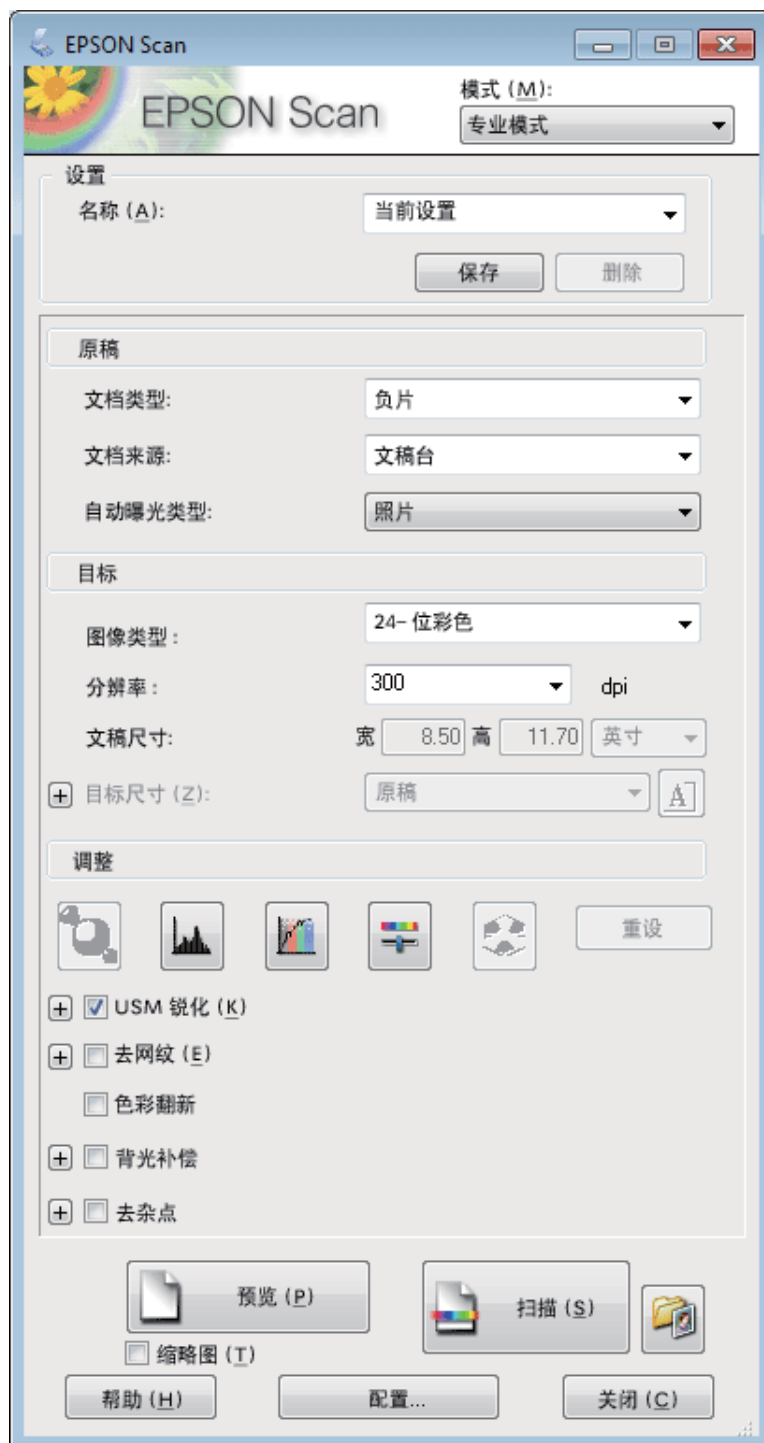 EPSON Scan
EPSON Scan
模式 (M):
专业模式
设置
名称 (A):
当前设置
保存
删除
原稿
文档类型:
负片
文档来源:
文稿台
自动曝光类型:
照片
目标
图像类型 :
24- 位彩色
分辨率 :
300
dpi
文稿尺寸:
宽 8.50 高 11.70 英寸
目标尺寸 (Z):
原稿
A
调整
重设
USM 锐化 (K)
去网纹 (E)
色彩翻新
背光补偿
去杂点
预览 (P)
扫描 (S)
缩略图 (T)
帮助 (H)
配置...
关闭 (C)